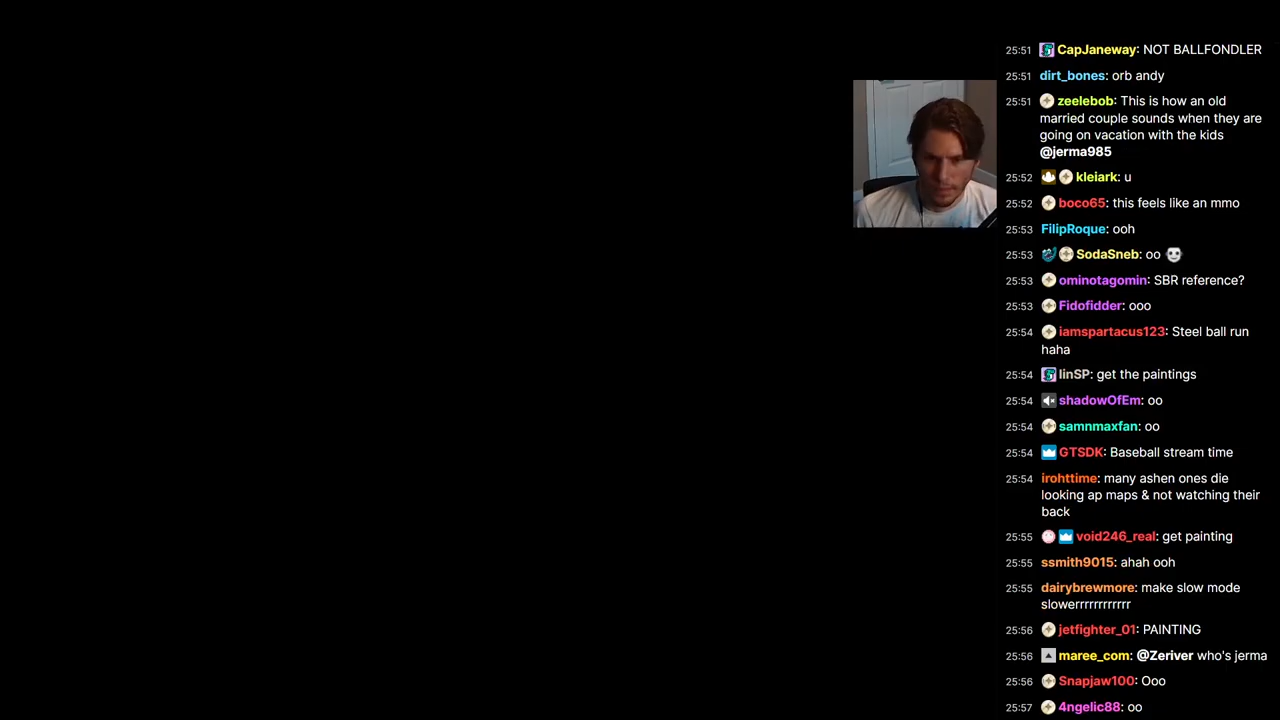 25:51 CapJaneway: NOT BALLFONDLER
25:51 dirt_bones: orb andy
25:51 zeelebob: This is how an old
married couple sounds when they are
going on vacation with the kids
@jerma985
25:52 kleiark: u
25:52 boco65: this feels like an mmo
25:53 FilipRoque: ooh
25:53 SodaSneb: oo
25:53 ominotagomin: SBR reference?
25:53 Fidofidder: ooo
25:54 iamspartacus123: Steel ball run
haha
25:54 linSP: get the paintings
25:54 shadowOfEm: oo
25:54 samnmaxfan: oo
25:54 GTSDK: Baseball stream time
25:54 irohttime: many ashen ones die
looking ap maps & not watching their
back
25:55 void246_real: get painting
25:55 ssmith9015: ahah ooh
25:55 dairybrewmore: make slow mode
slowerrrrrrrrrrrr
25:56 jetfighter_01: PAINTING
25:56 maree_com: @Zeriver who's jerma
25:56 Snapjaw100: Ooo
25:57 4ngelic88: oo